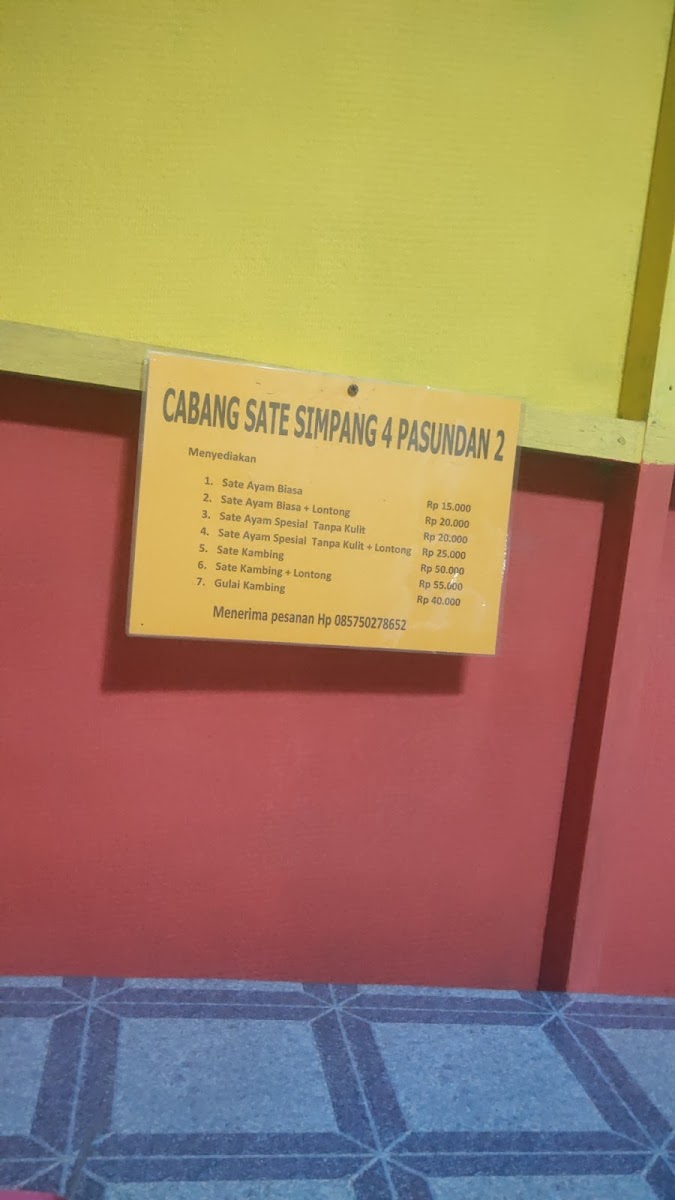 CABANG SATE SIMPANG 4 PASUNDAN 2
Menyediakan
1. Sate Ayam Biasa Rp 15.000
2. Sate Ayam Biasa + Lontong Rp 20.000
3. Sate Ayam Spesial Tanpa Kulit Rp 20.000
4. Sate Ayam Spesial Tanpa Kulit + Lontong Rp 25.000
5. Sate Kambing Rp 50.000
6. Sate Kambing + Lontong Rp 55.000
7. Gulai Kambing Rp 40.000
Menerima pesanan Hp 085750278652